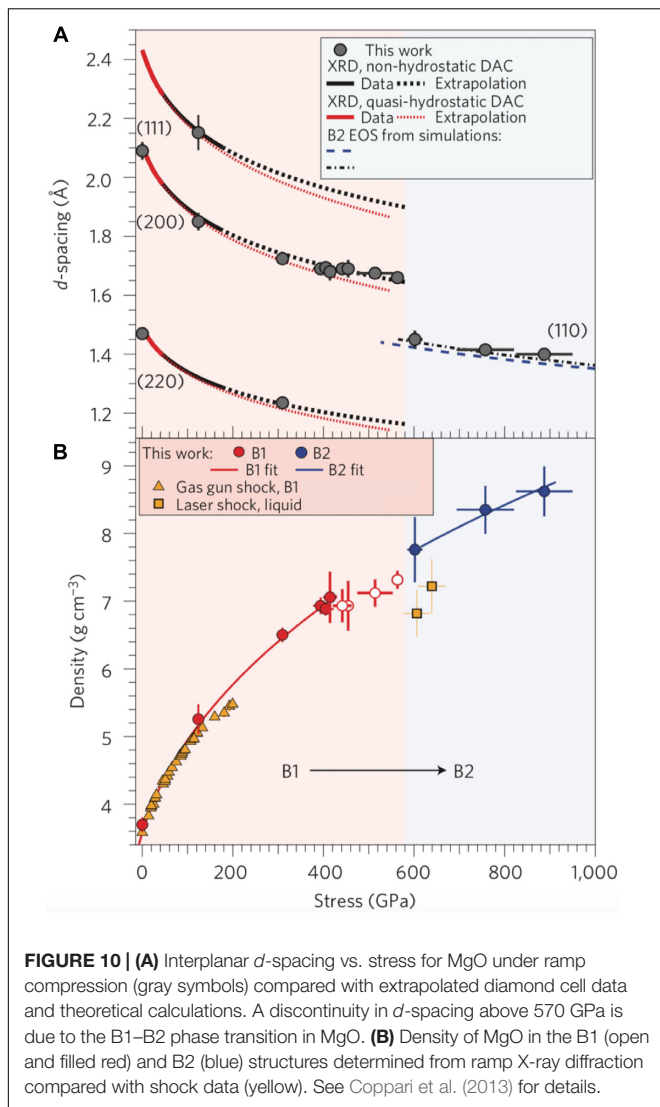 A
2.4
2.2
2.0
1.8
1.6
1.4
1.2
d-spacing (Å)
This work
XRD, non-hydrostatic DAC
Data Extrapolation
XRD, quasi-hydrostatic DAC
Data Extrapolation
B2 EOS from simulations:
(111)
(200)
(220)
(110)
B
9
8
7
6
5
4
Density (g cm⁻³)
This work: B1 B2
B1 fit B2 fit
Gas gun shock, B1
Laser shock, liquid
B1 B2
0 200 400 600 800 1,000
Stress (GPa)
FIGURE 10 | (A) Interplanar d-spacing vs. stress for MgO under ramp
compression (gray symbols) compared with extrapolated diamond cell data
and theoretical calculations. A discontinuity in d-spacing above 570 GPa is
due to the B1–B2 phase transition in MgO. (B) Density of MgO in the B1 (open
and filled red) and B2 (blue) structures determined from ramp X-ray diffraction
compared with shock data (yellow). See Coppari et al. (2013) for details.